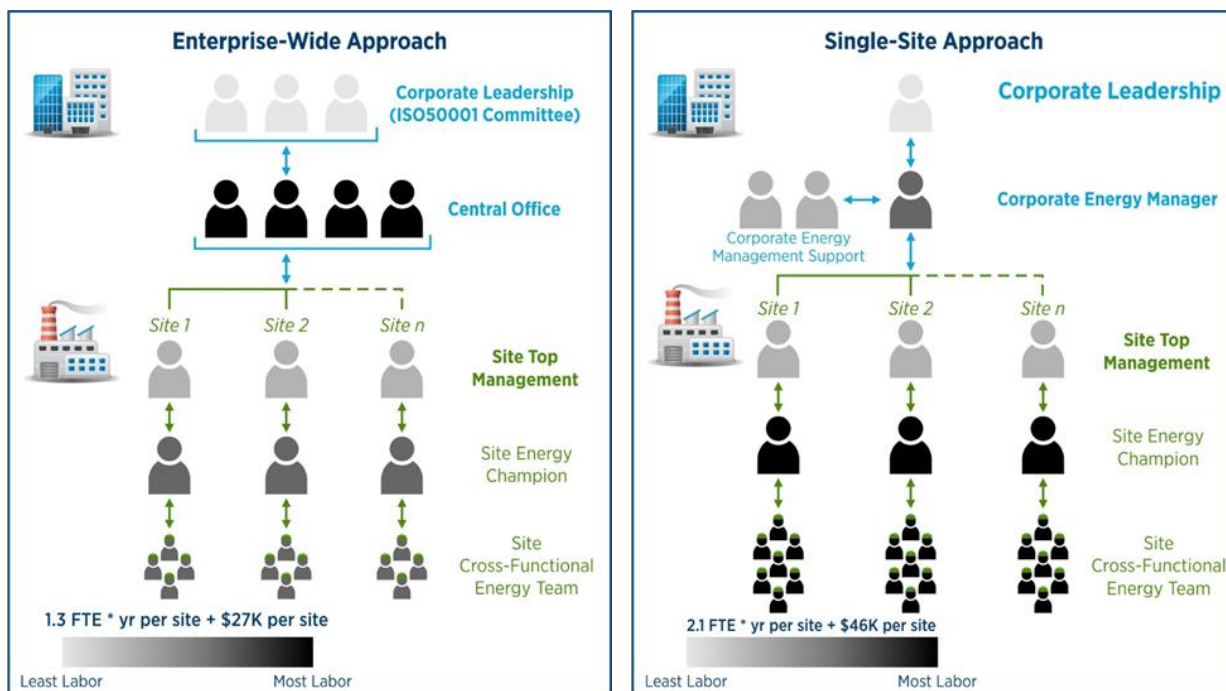 Enterprise-Wide Approach
Corporate Leadership
(ISO50001 Committee)
Central Office
Site 1
Site 2
Site n
Site Top
Management
Site Energy
Champion
Site
Cross-Functional
Energy Team
1.3 FTE * yr per site + $27K per site
Least Labor
Most Labor
Single-Site Approach
Corporate Leadership
Corporate Energy Manager
Corporate Energy
Management Support
Site 1
Site 2
Site n
Site Top
Management
Site Energy
Champion
Site
Cross-Functional
Energy Team
2.1 FTE * yr per site + $46K per site
Least Labor
Most Labor